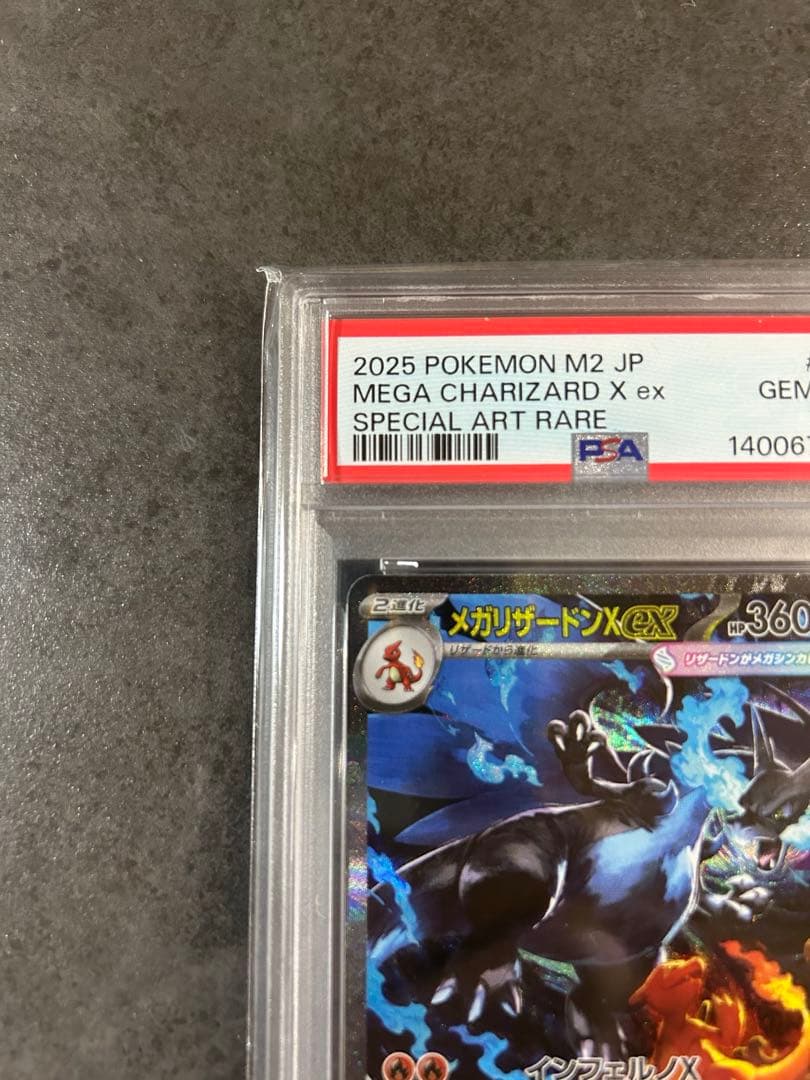 2025 POKEMON M2 JP
MEGA CHARIZARD X ex
GEM
SPECIAL ART RARE
PSA
14006
2進化
メガリザードンXex
HP360
リザードから進化
リザードンがメガシンカ
インフェルノX